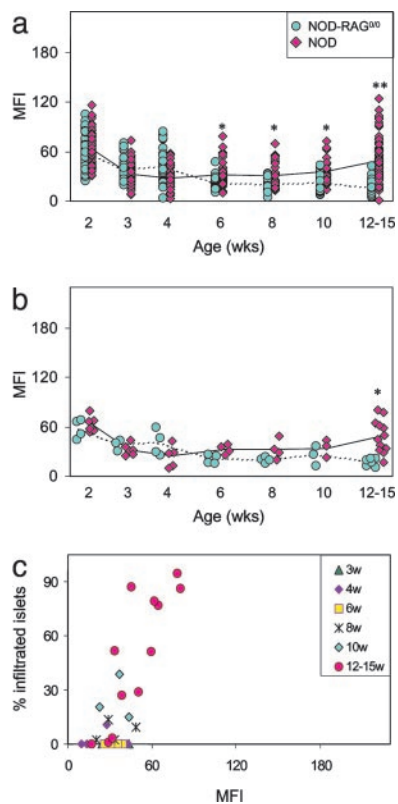 a
NOD-RAG0/0
NOD
MFI
180
120
60
0
*
*
*
**
2 3 4 6 8 10 12-15
Age (wks)
b
MFI
180
120
60
0
*
2 3 4 6 8 10 12-15
Age (wks)
c
% infiltrated islets
90
60
30
0
3w
4w
6w
8w
10w
12-15w
0 60 120 180
MFI